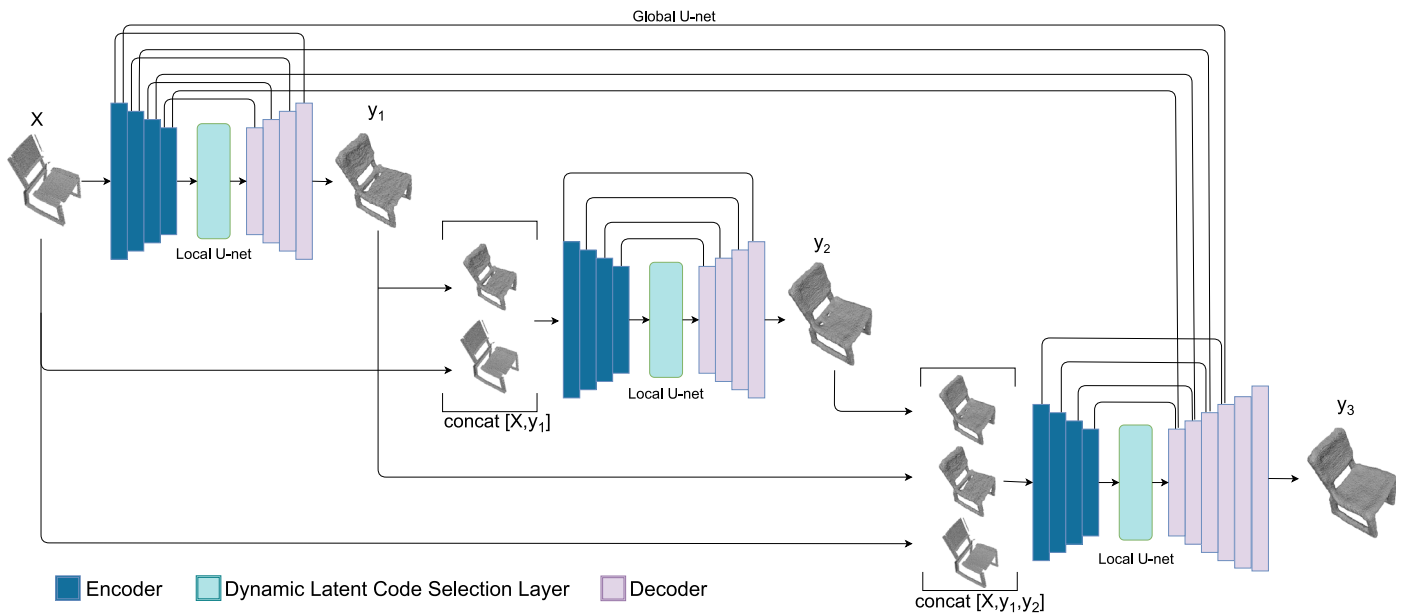 Global U-net
X
y₁
Local U-net
y₂
concat [X,y₁]
Local U-net
y₃
Local U-net
concat [X,y₁,y₂]
Encoder
Dynamic Latent Code Selection Layer
Decoder